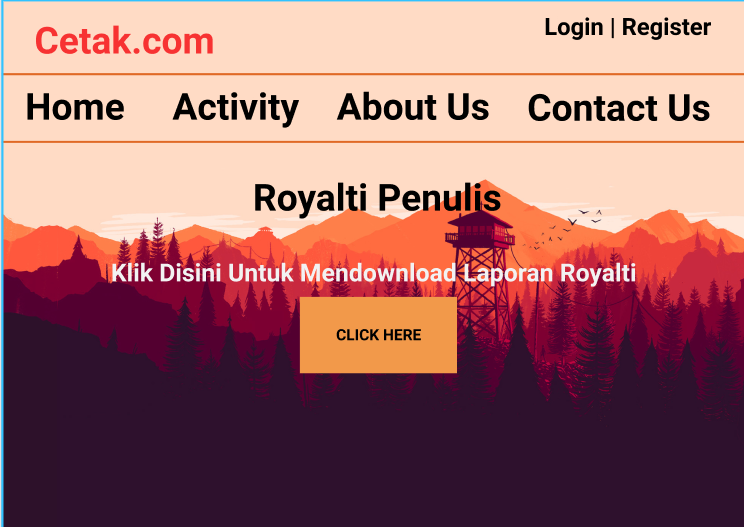 Cetak.com
Login | Register
Home Activity About Us Contact Us
Royalti Penulis
Klik Disini Untuk Mendownload Laporan Royalti
CLICK HERE